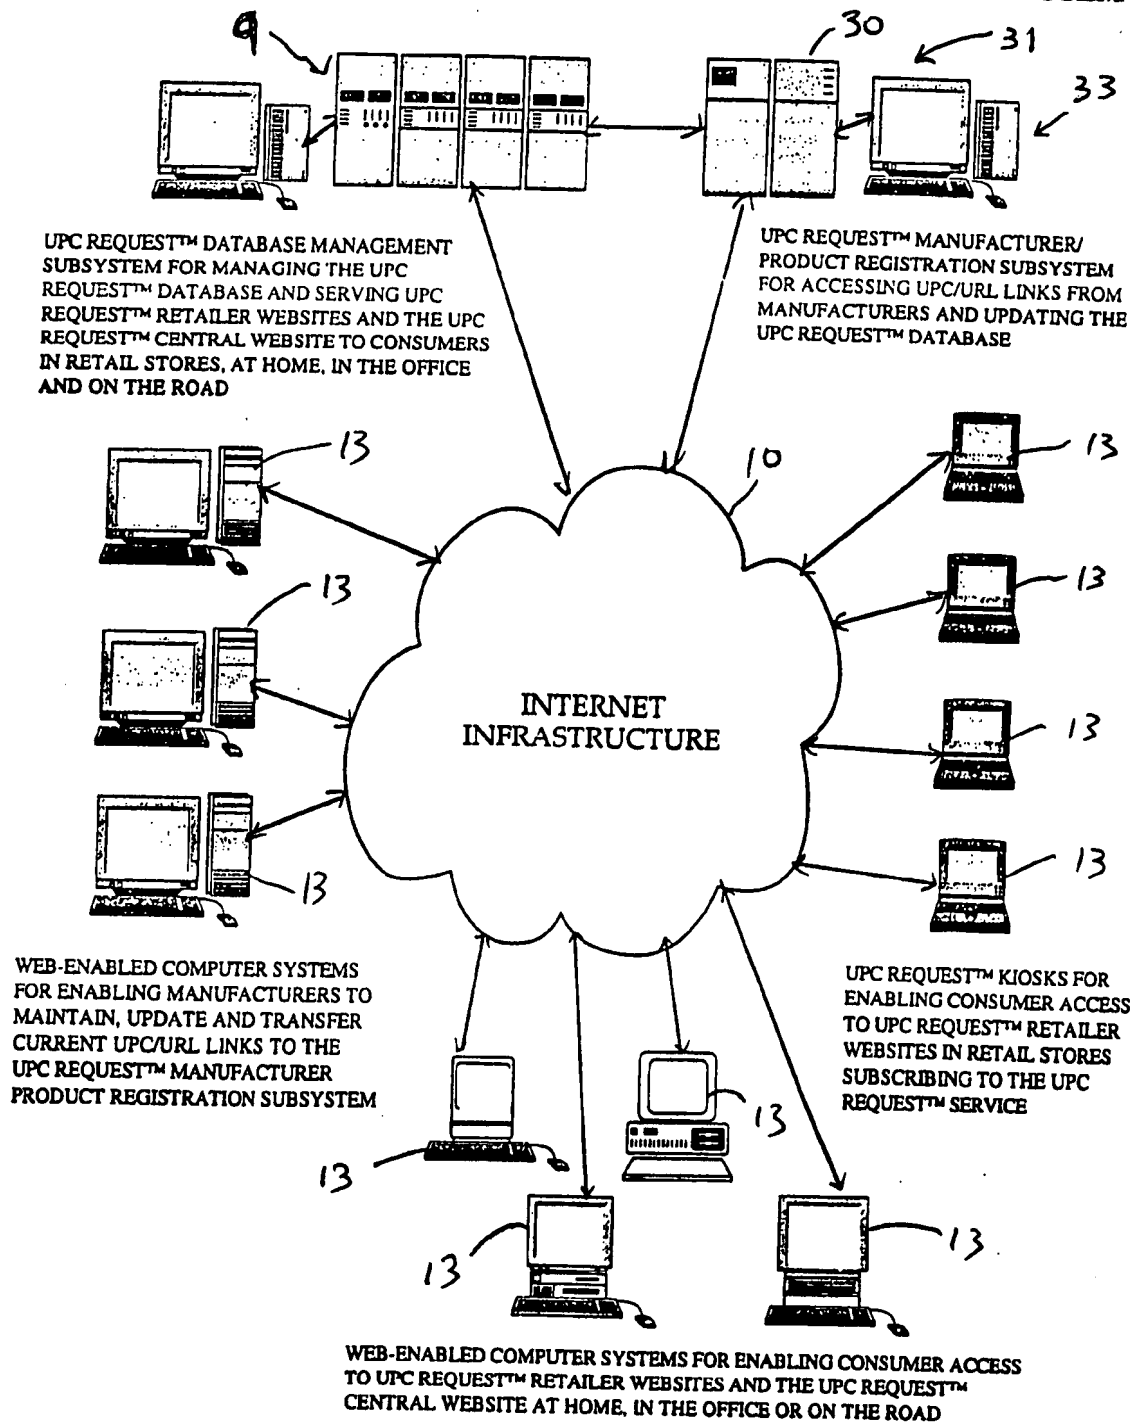 9
30
31
33
UPC REQUEST™ DATABASE MANAGEMENT
SUBSYSTEM FOR MANAGING THE UPC
REQUEST™ DATABASE AND SERVING UPC
REQUEST™ RETAILER WEBSITES AND THE UPC
REQUEST™ CENTRAL WEBSITE TO CONSUMERS
IN RETAIL STORES, AT HOME, IN THE OFFICE
AND ON THE ROAD
UPC REQUEST™ MANUFACTURER/
PRODUCT REGISTRATION SUBSYSTEM
FOR ACCESSING UPC/URL LINKS FROM
MANUFACTURERS AND UPDATING THE
UPC REQUEST™ DATABASE
13
13
13
10
INTERNET
INFRASTRUCTURE
13
13
13
13
WEB-ENABLED COMPUTER SYSTEMS
FOR ENABLING MANUFACTURERS TO
MAINTAIN, UPDATE AND TRANSFER
CURRENT UPC/URL LINKS TO THE
UPC REQUEST™ MANUFACTURER
PRODUCT REGISTRATION SUBSYSTEM
UPC REQUEST™ KIOSKS FOR
ENABLING CONSUMER ACCESS
TO UPC REQUEST™ RETAILER
WEBSITES IN RETAIL STORES
SUBSCRIBING TO THE UPC
REQUEST™ SERVICE
13
13
13
13
WEB-ENABLED COMPUTER SYSTEMS FOR ENABLING CONSUMER ACCESS
TO UPC REQUEST™ RETAILER WEBSITES AND THE UPC REQUEST™
CENTRAL WEBSITE AT HOME, IN THE OFFICE OR ON THE ROAD